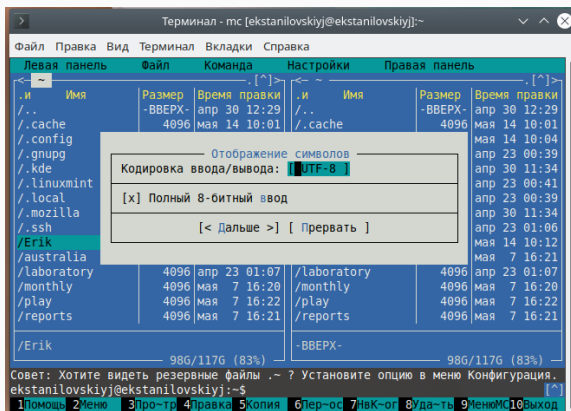 Терминал - mc [ekstanilovskiyj@ekstanilovskiyj]:~
Файл Правка Вид Терминал Вкладки Справка
Левая панель Файл Команда Настройки Правая панель
<- ~ .[^]> <- ~ .[^]>
.и Имя Размер Время правки .и Имя Размер Время правки
/.. -ВВЕРХ- апр 30 12:29 /.. -ВВЕРХ- апр 30 12:29
/.cache 4096 мая 14 10:01 /.cache 4096 мая 14 10:01
/.config мая 14 10:04
/.gnupg апр 23 00:39
/.kde апр 30 11:34
/.linuxmint апр 23 00:41
/.local апр 23 00:39
/.mozilla апр 30 11:34
/.ssh апр 23 01:06
/Erik мая 14 10:12
/australia мая 7 16:21
/laboratory 4096 апр 23 01:07 /laboratory 4096 апр 23 01:07
/monthly 4096 мая 7 16:20 /monthly 4096 мая 7 16:20
/play 4096 мая 7 16:22 /play 4096 мая 7 16:22
/reports 4096 мая 7 16:21 /reports 4096 мая 7 16:21
/Erik -ВВЕРХ-
98G/117G (83%) 98G/117G (83%)
Отображение символов
Кодировка ввода/вывода: [ UTF-8 ]
[x] Полный 8-битный ввод
[< Дальше >] [ Прервать ]
Совет: Хотите видеть резервные файлы .~ ? Установите опцию в меню Конфигурация.
ekstanilovskiyj@ekstanilovskiyj:~$ [^]
1Помощь 2Меню 3Про~тр 4Правка 5Копия 6Пер~ос 7НвК~ог 8Уда~ть 9МенюMC 10Выход